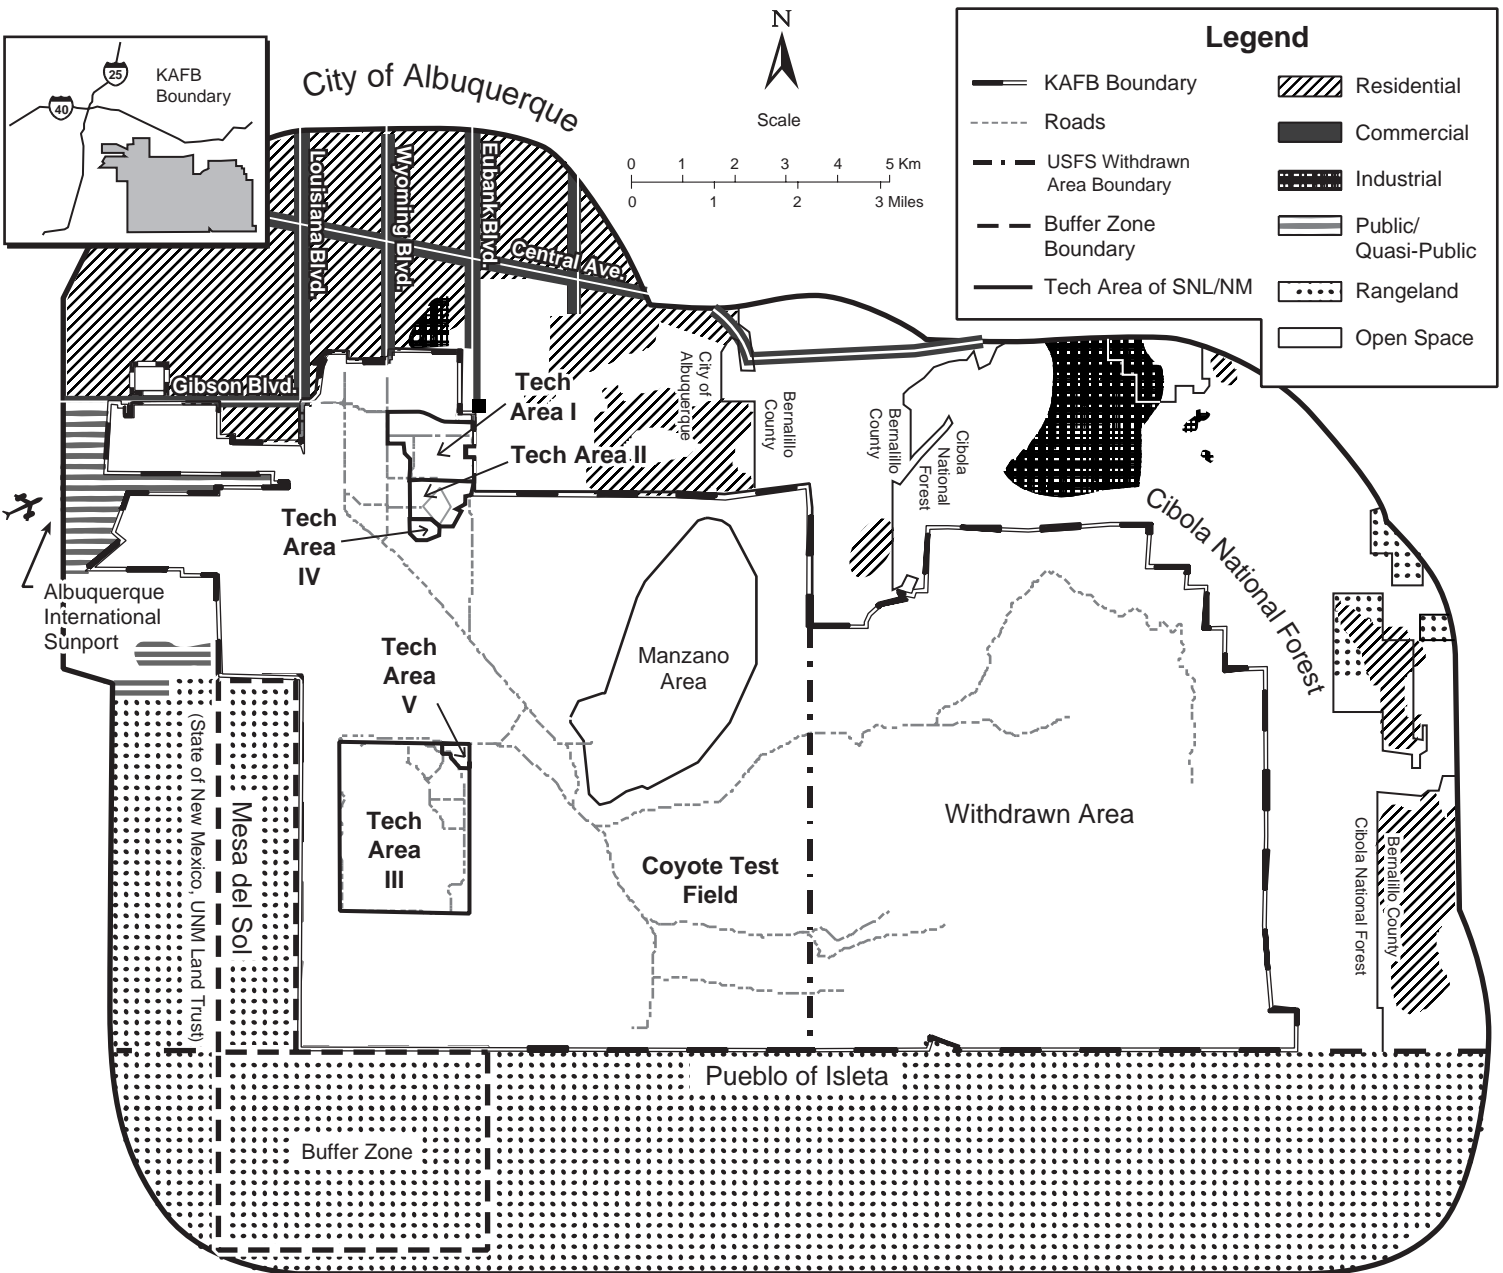 N
Legend
25
KAFB
Boundary
40
City of Albuquerque
Scale
0 1 2 3 4 5 Km
0 1 2 3 Miles
KAFB Boundary
Roads
USFS Withdrawn
Area Boundary
Buffer Zone
Boundary
Tech Area of SNL/NM
Residential
Commercial
Industrial
Public/
Quasi-Public
Rangeland
Open Space
Louisiana Blvd.
Wyoming Blvd.
Eubank Blvd.
Central Ave.
Gibson Blvd.
Tech
Area I
Tech Area II
Tech
Area
IV
City of
Albuquerque
Bernalillo
County
Bernalillo
County
Cibola
National
Forest
Cibola National Forest
Albuquerque
International
Sunport
Tech
Area
V
Manzano
Area
(State of New Mexico, UNM Land Trust)
Mesa del Sol
Tech
Area
III
Coyote Test
Field
Withdrawn Area
Cibola National Forest
Bernalillo County
Pueblo of Isleta
Buffer Zone